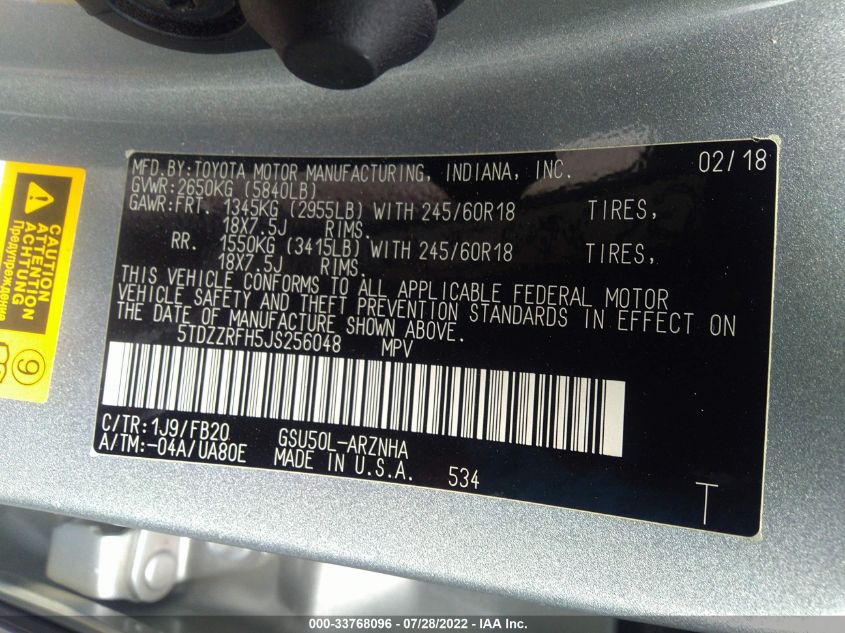 MFD.BY:TOYOTA MOTOR MANUFACTURING, INDIANA, INC. 02/18
GVWR:2650KG (5840LB)
GAWR:FRT. 1345KG (2955LB) WITH 245/60R18 TIRES,
18X7.5J RIMS.
RR. 1550KG (3415LB) WITH 245/60R18 TIRES,
18X7.5J RIMS.
THIS VEHICLE CONFORMS TO ALL APPLICABLE FEDERAL MOTOR
VEHICLE SAFETY AND THEFT PREVENTION STANDARDS IN EFFECT ON
THE DATE OF MANUFACTURE SHOWN ABOVE.
5TDZZRFH5JS256048 MPV
C/TR:1J9/FB20 GSU50L-ARZNHA
A/TM:-04A/UA80E MADE IN U.S.A. 534
T
CAUTION
ATTENTION
ACHTUNG
Предупреждение
9
000-33768096 - 07/28/2022 - IAA Inc.